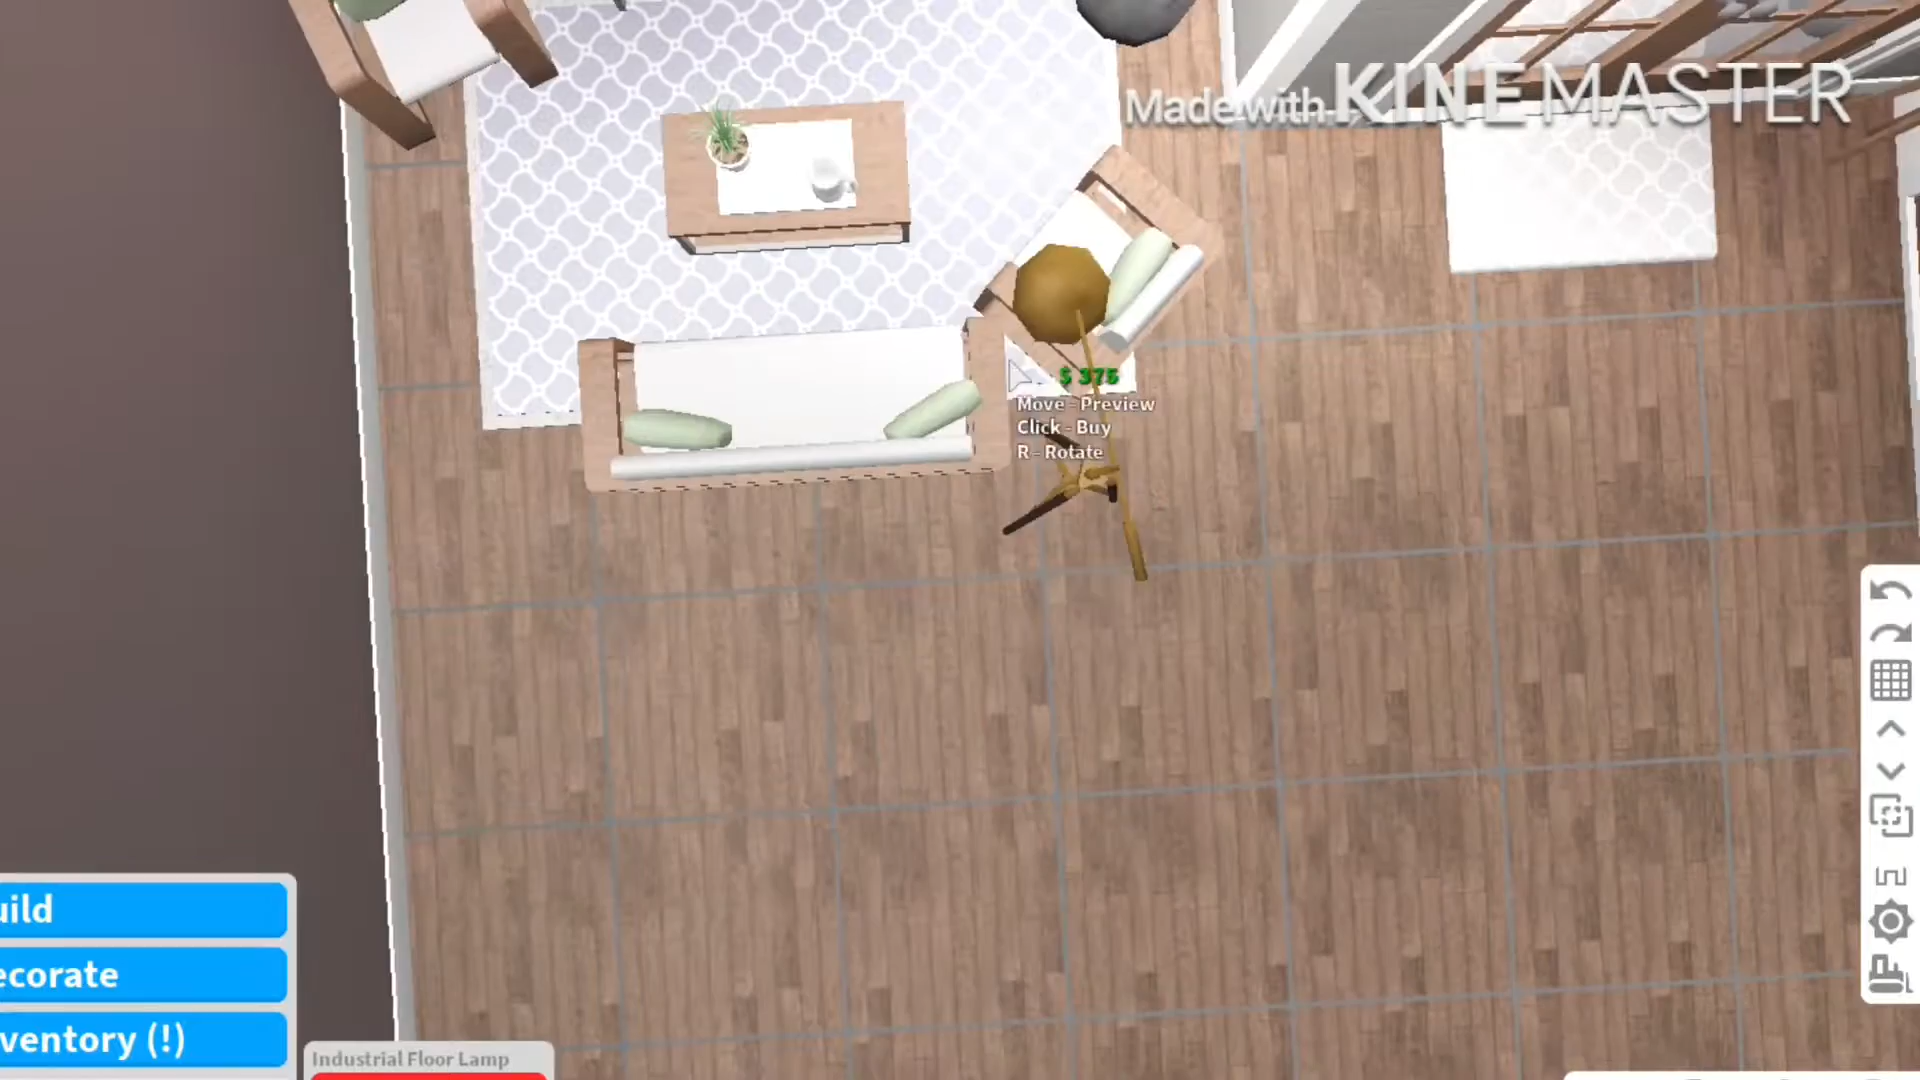 Made with KINEMASTER
$ 375
Move - Preview
Click - Buy
R - Rotate
uild
ecorate
ventory (!)
Industrial Floor Lamp